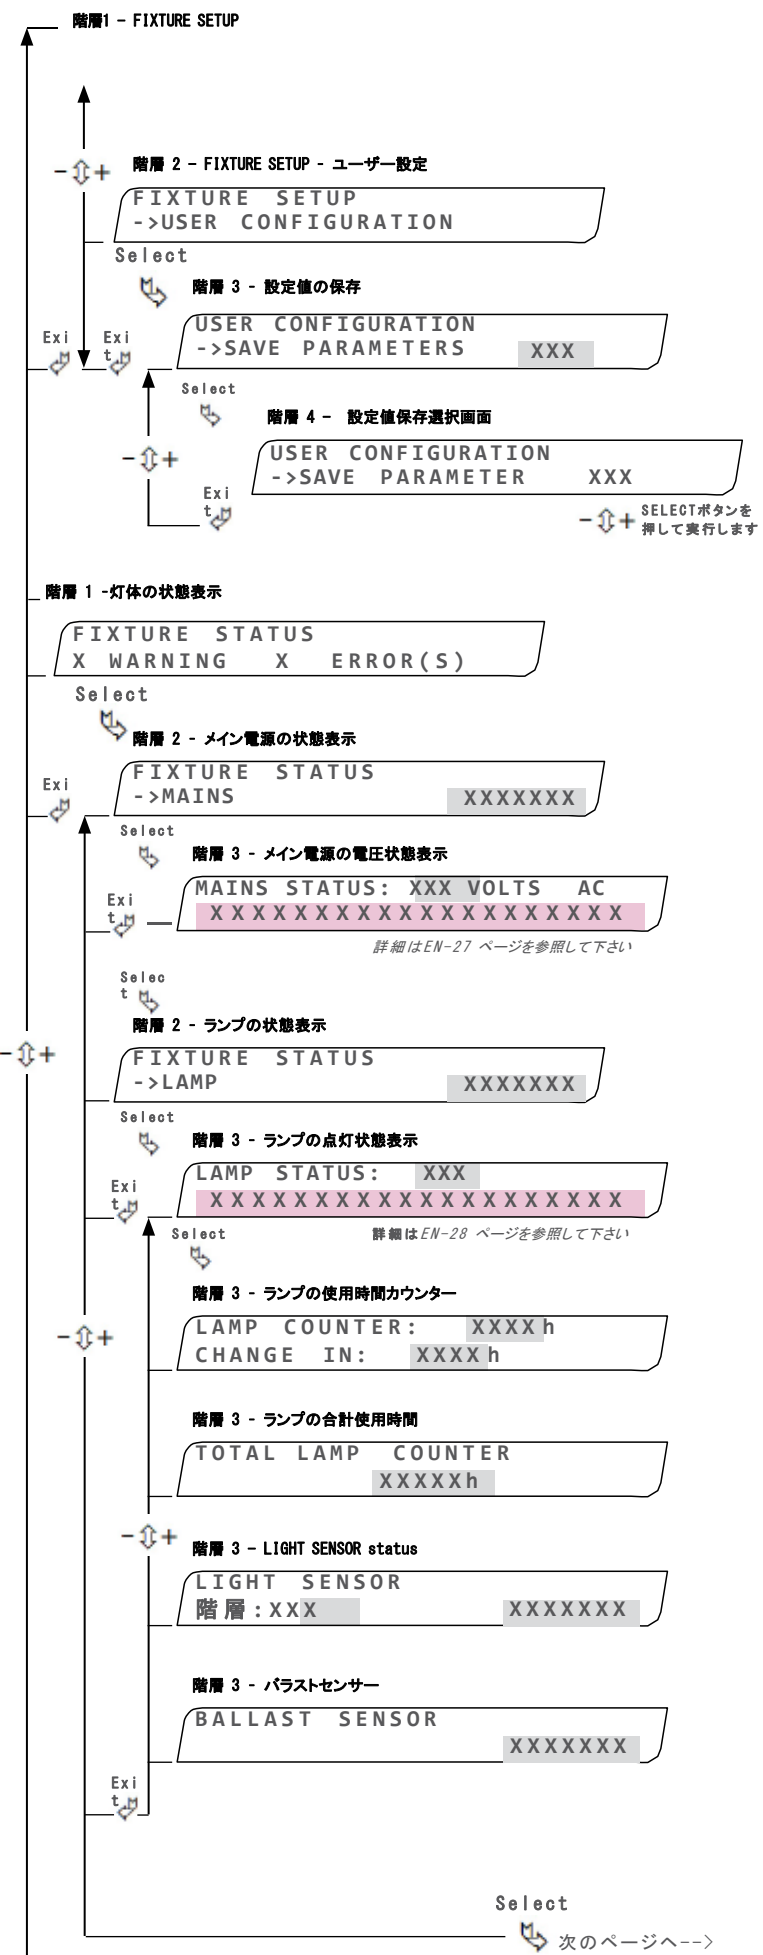 階層1 - FIXTURE SETUP
-⇕+
階層 2 - FIXTURE SETUP - ユーザー設定
FIXTURE SETUP
->USER CONFIGURATION
Select
階層 3 - 設定値の保存
USER CONFIGURATION
->SAVE PARAMETERS XXX
Exi
Exi
t
Select
階層 4 - 設定値保存選択画面
USER CONFIGURATION
->SAVE PARAMETER XXX
-⇕+
Exi
t
-⇕+
SELECTボタンを
押して実行します
階層 1 -灯体の状態表示
FIXTURE STATUS
X WARNING X ERROR(S)
Select
階層 2 - メイン電源の状態表示
FIXTURE STATUS
->MAINS XXXXXXX
Exi
Select
階層 3 - メイン電源の電圧状態表示
MAINS STATUS: XXX VOLTS AC
XXXXXXXXXXXXXXXXXXXX
Exi
t
詳細はEN-27 ページを参照して下さい
Selec
t
階層 2 - ランプの状態表示
-⇕+
FIXTURE STATUS
->LAMP XXXXXXX
Select
階層 3 - ランプの点灯状態表示
LAMP STATUS: XXX
XXXXXXXXXXXXXXXXXXXX
Exi
t
Select
詳細はEN-28 ページを参照して下さい
階層 3 - ランプの使用時間カウンター
LAMP COUNTER: XXXXh
CHANGE IN: XXXXh
-⇕+
階層 3 - ランプの合計使用時間
TOTAL LAMP COUNTER
XXXXXh
-⇕+
階層 3 - LIGHT SENSOR status
LIGHT SENSOR
階層:XXX XXXXXXX
階層 3 - バラストセンサー
BALLAST SENSOR
XXXXXXX
Exi
t
Select
次のページへ-->